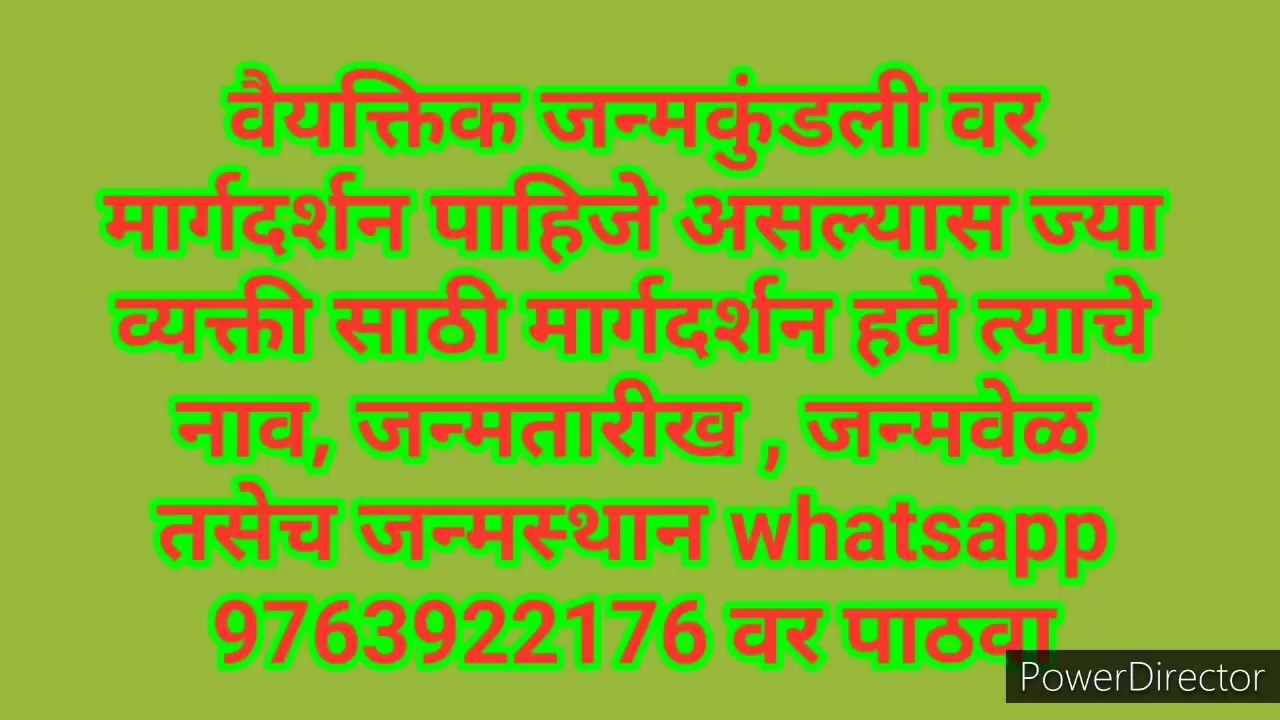 वैयक्तिक जन्मकुंडली वर
मार्गदर्शन पाहिजे असल्यास ज्या
व्यक्ती साठी मार्गदर्शन हवे त्याचे
नाव, जन्मतारीख , जन्मवेळ
तसेच जन्मस्थान whatsapp
9763922176 वर पाठवा
PowerDirector